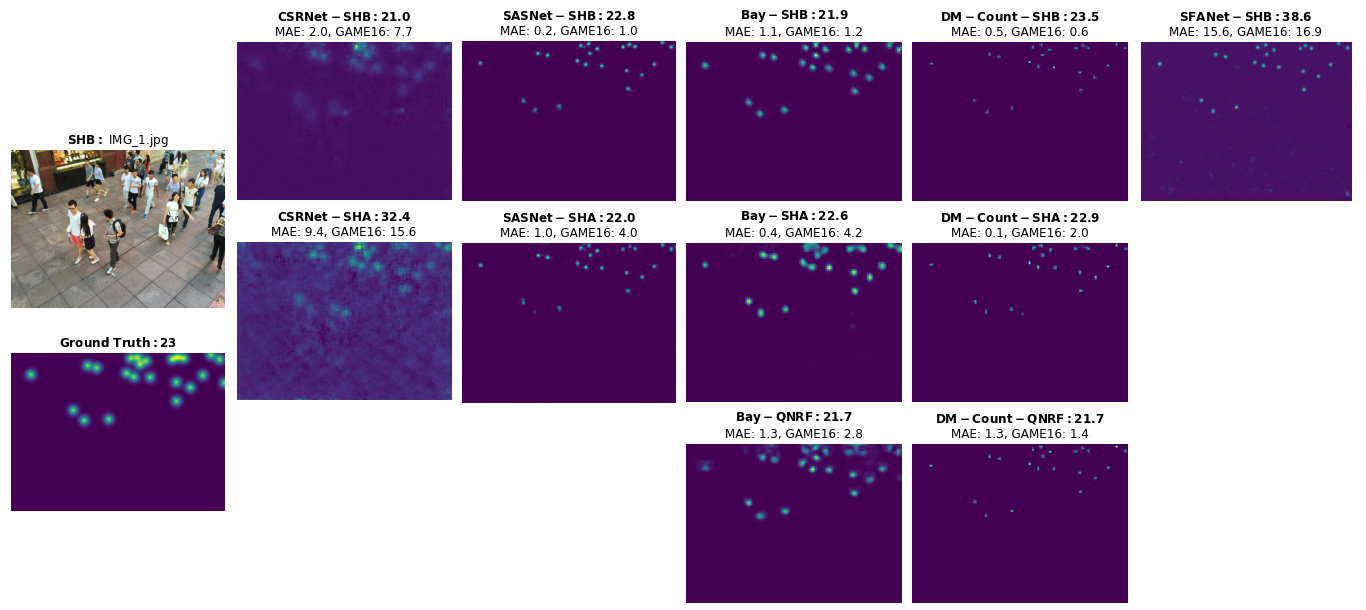 CSRNet − SHB: 21.0
MAE: 2.0, GAME16: 7.7
SASNet − SHB: 22.8
MAE: 0.2, GAME16: 1.0
Bay − SHB: 21.9
MAE: 1.1, GAME16: 1.2
DM − Count − SHB: 23.5
MAE: 0.5, GAME16: 0.6
SFANet − SHB: 38.6
MAE: 15.6, GAME16: 16.9
SHB: IMG_1.jpg
CSRNet − SHA: 32.4
MAE: 9.4, GAME16: 15.6
SASNet − SHA: 22.0
MAE: 1.0, GAME16: 4.0
Bay − SHA: 22.6
MAE: 0.4, GAME16: 4.2
DM − Count − SHA: 22.9
MAE: 0.1, GAME16: 2.0
Ground Truth: 23
Bay − QNRF: 21.7
MAE: 1.3, GAME16: 2.8
DM − Count − QNRF: 21.7
MAE: 1.3, GAME16: 1.4